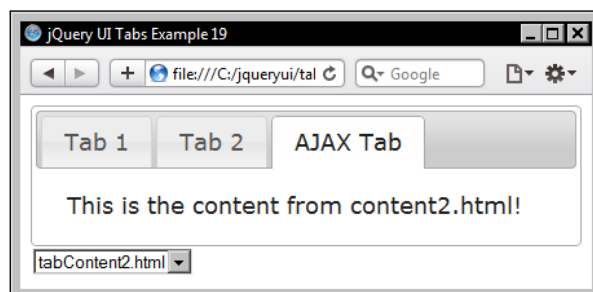 jQuery UI Tabs Example 19
file:///C:/jqueryui/tal Google
Tab 1 Tab 2 AJAX Tab
This is the content from content2.html!
tabContent2.html